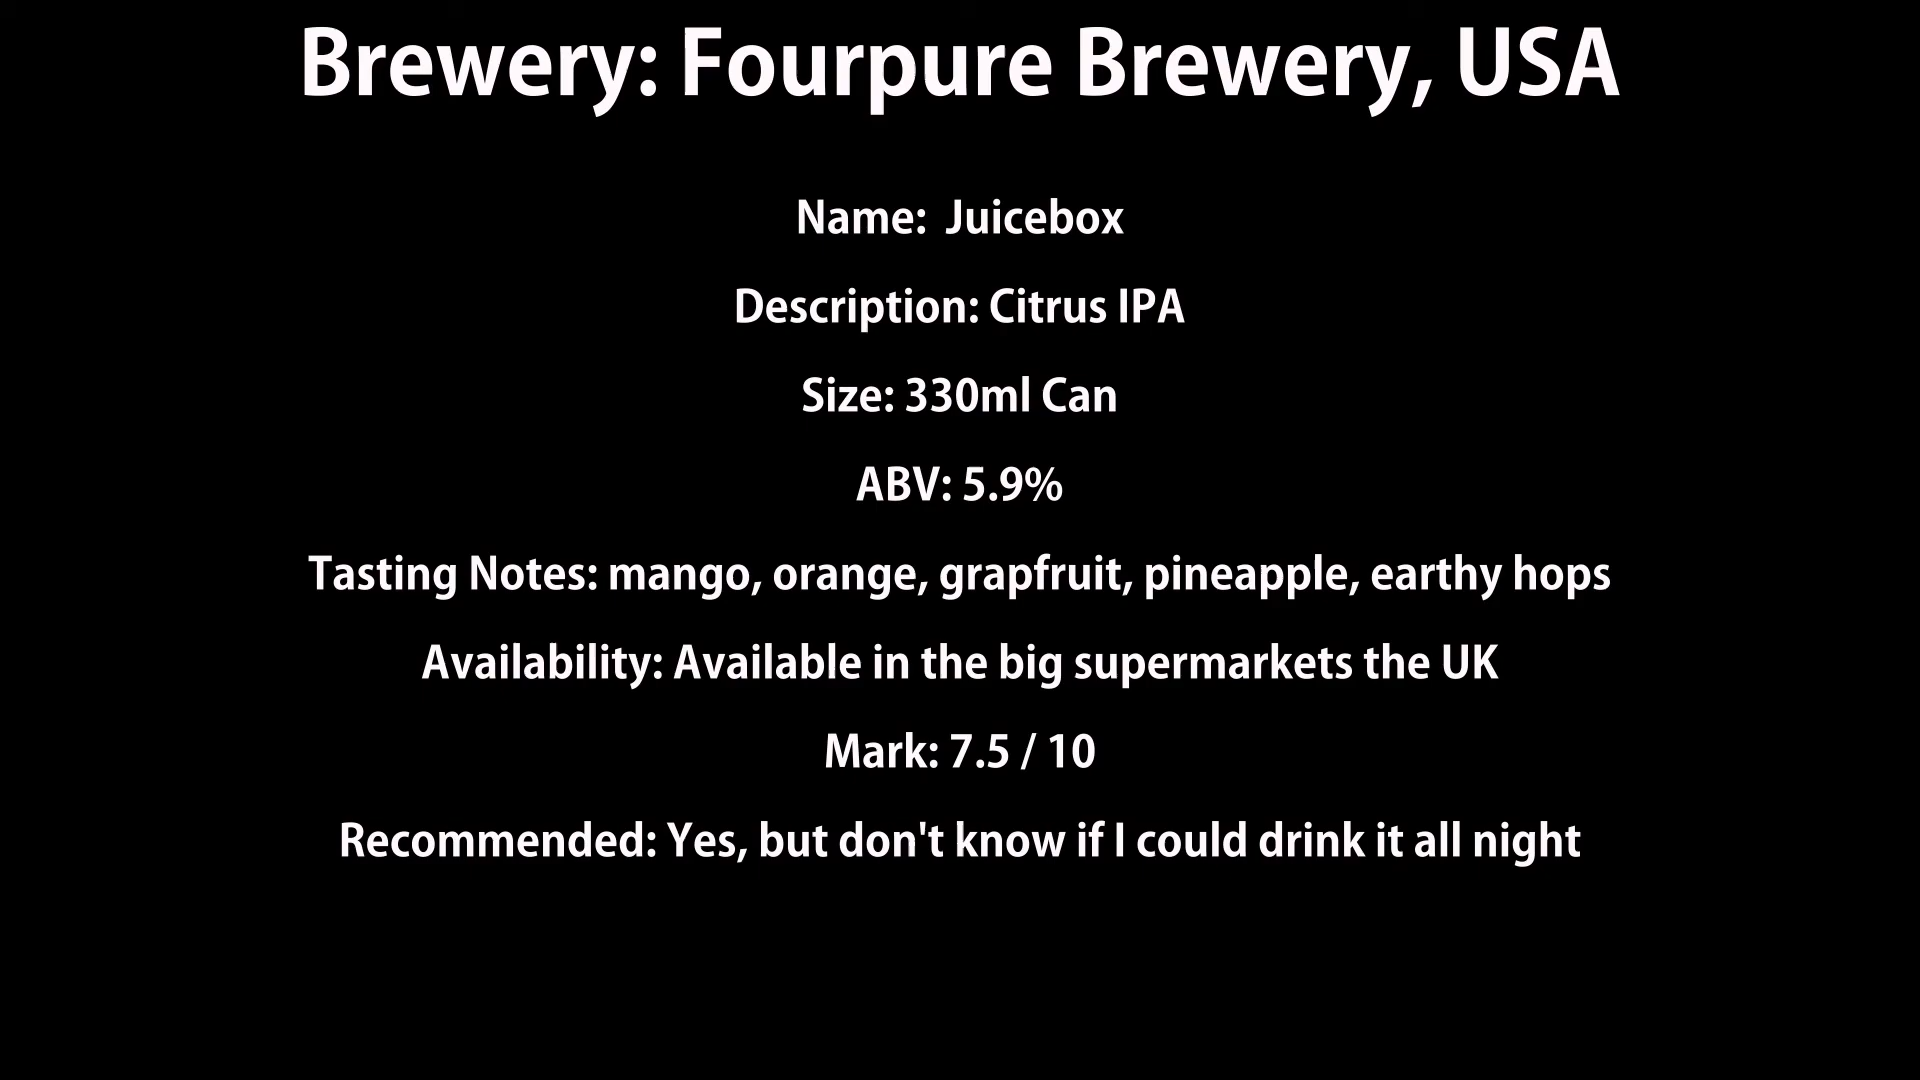 Brewery: Fourpure Brewery, USA
Name:  Juicebox
Description: Citrus IPA
Size: 330ml Can
ABV: 5.9%
Tasting Notes: mango, orange, grapfruit, pineapple, earthy hops
Availability: Available in the big supermarkets the UK
Mark: 7.5 / 10
Recommended: Yes, but don't know if I could drink it all night